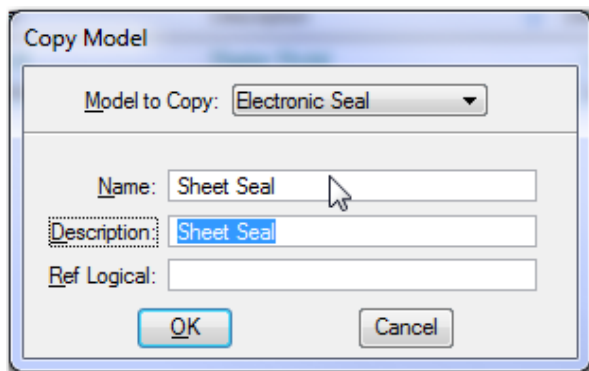 Copy Model
Model to Copy: Electronic Seal
Name: Sheet Seal
Description: Sheet Seal
Ref Logical:
OK Cancel